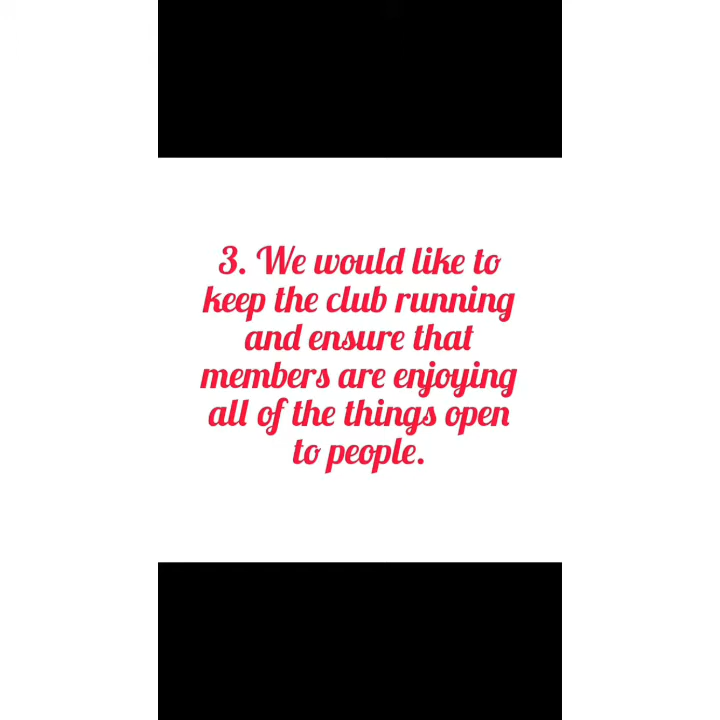 3. We would like to
keep the club running
and ensure that
members are enjoying
all of the things open
to people.